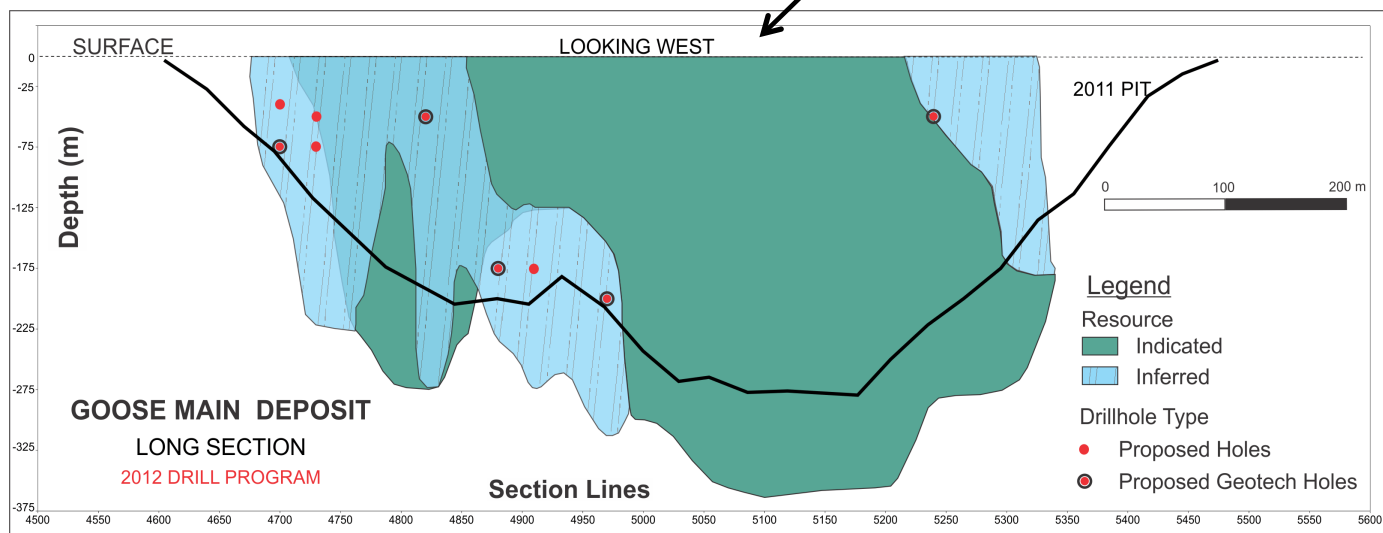 SURFACE
LOOKING WEST
2011 PIT
0
-25
-75
-125
-175
-225
-275
-325
-375
Depth (m)
0 100 200 m
Legend
Resource
Indicated
Inferred
Drillhole Type
Proposed Holes
Proposed Geotech Holes
GOOSE MAIN DEPOSIT
LONG SECTION
2012 DRILL PROGRAM
Section Lines
4500 4550 4600 4650 4700 4750 4800 4850 4900 4950 5000 5050 5100 5150 5200 5250 5300 5350 5400 5450 5500 5550 5600